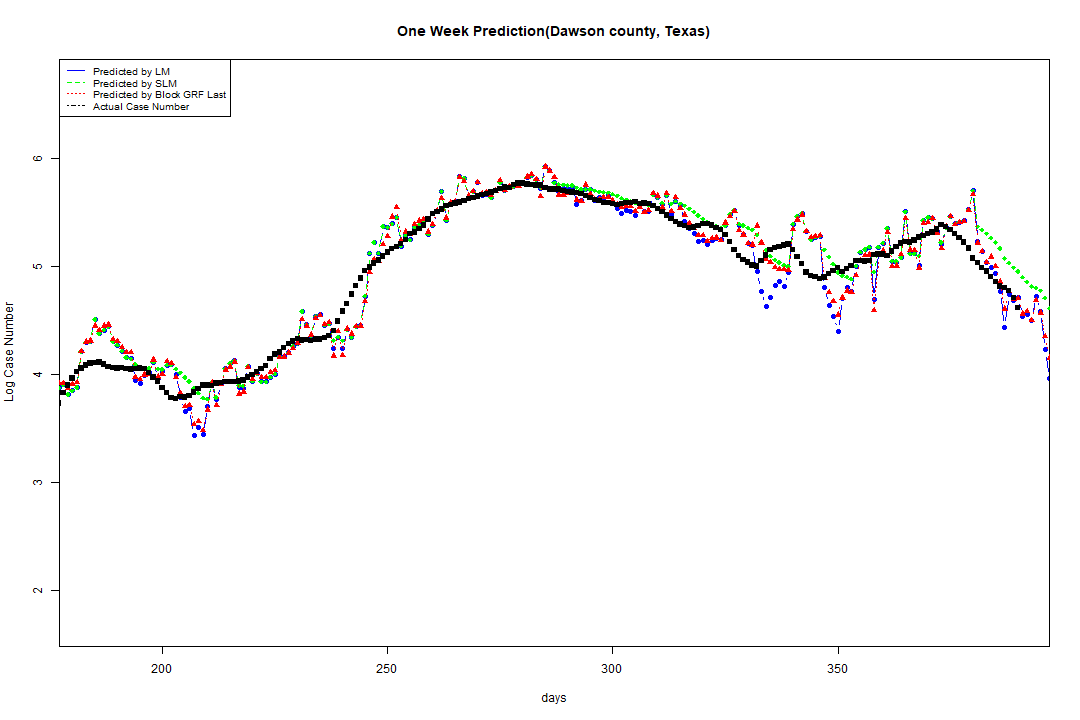 One Week Prediction(Dawson county, Texas)
Predicted by LM
Predicted by SLM
Predicted by Block GRF Last
Actual Case Number
6
5
4
3
2
Log Case Number
200
250
300
350
days